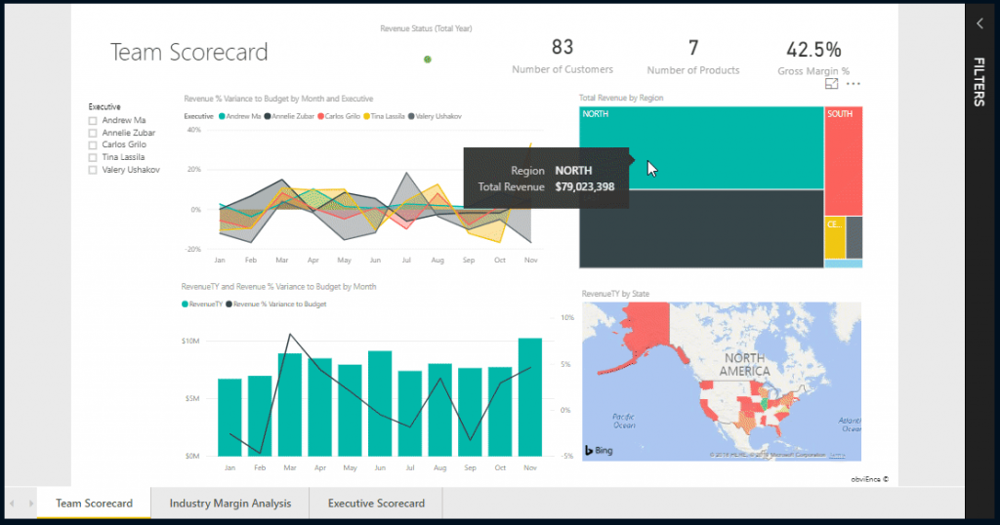 Team Scorecard
Revenue Status (Total Year)
83
Number of Customers
7
Number of Products
42.5%
Gross Margin %
FILTERS
Executive
Andrew Ma
Annelie Zubar
Carlos Grilo
Tina Lassila
Valery Ushakov
Revenue % Variance to Budget by Month and Executive
Executive Andrew Ma Annelie Zubar Carlos Grilo Tina Lassila Valery Ushakov
40%
20%
0%
-20%
Jan Feb Mar Apr May Jun Jul Aug Sep Oct Nov
Total Revenue by Region
NORTH
SOUTH
CE...
Region NORTH
Total Revenue $79,023,398
RevenueTY and Revenue % Variance to Budget by Month
RevenueTY Revenue % Variance to Budget
$10M
$5M
$0M
10%
5%
0%
-5%
Jan Feb Mar Apr May Jun Jul Aug Sep Oct Nov
RevenueTY by State
NORTH
AMERICA
Pacific
Ocean
Atlanti
Ocean
Bing
© 2018 HERE, © 2018 Microsoft Corporation Terms
obviEnce ©
Team Scorecard
Industry Margin Analysis
Executive Scorecard